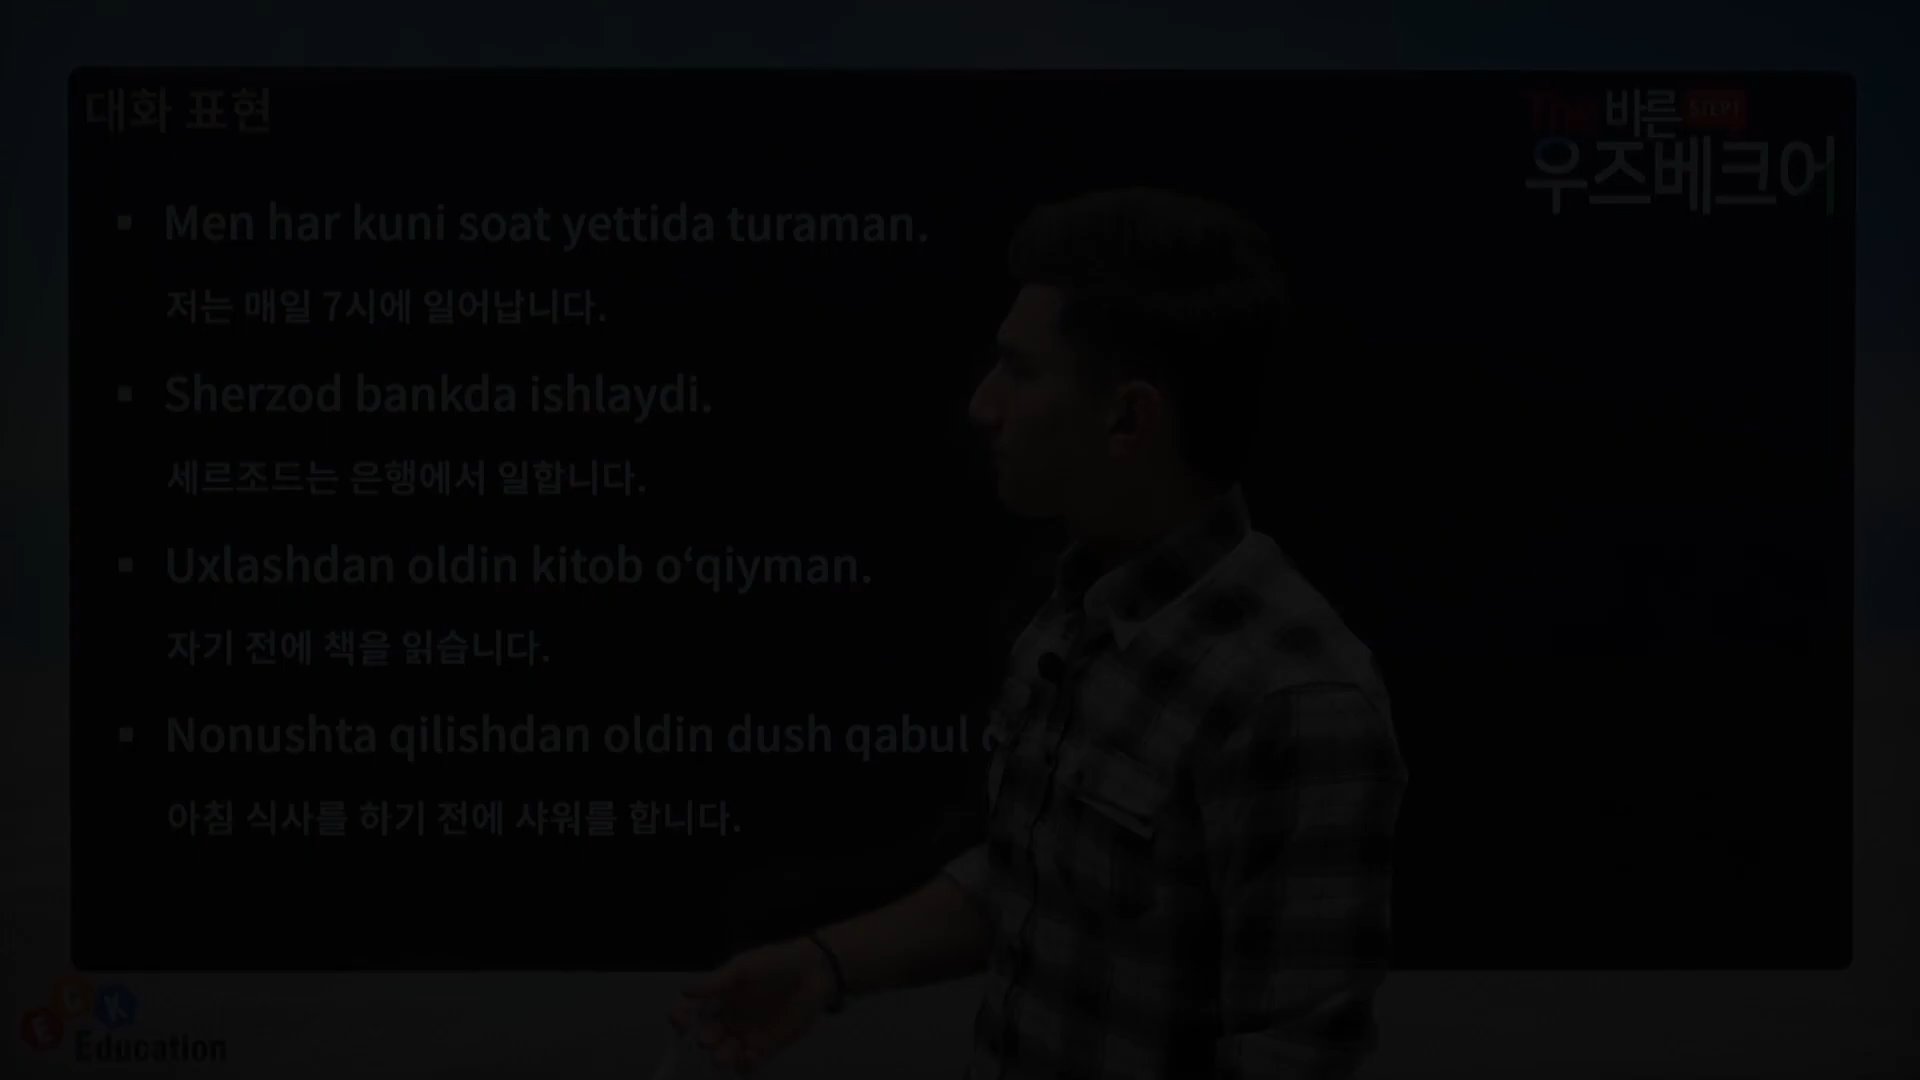 대화 표현
The 바른 STEP1
우즈베크어
▪ Men har kuni soat yettida turaman.
저는 매일 7시에 일어납니다.
▪ Sherzod bankda ishlaydi.
세르조드는 은행에서 일합니다.
▪ Uxlashdan oldin kitob o‘qiyman.
자기 전에 책을 읽습니다.
▪ Nonushta qilishdan oldin dush qabul
아침 식사를 하기 전에 샤워를 합니다.
ECK
Education